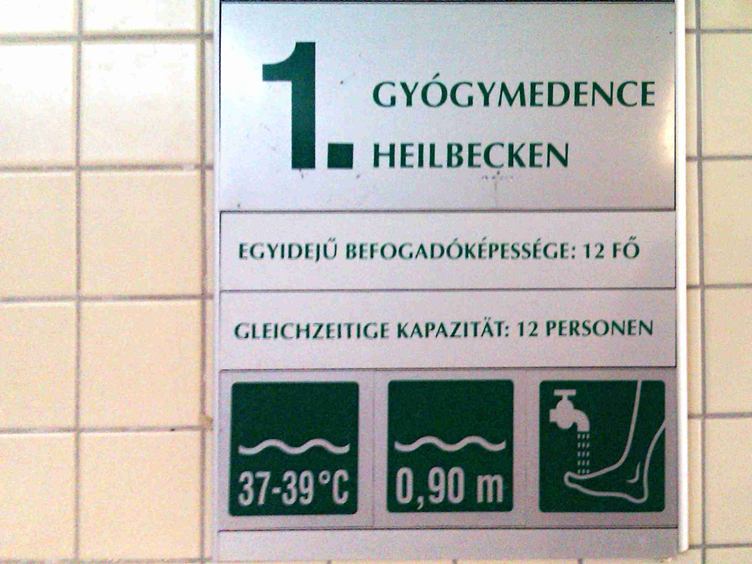 1. GYÓGYMEDENCE
HEILBECKEN
EGYIDEJŰ BEFOGADÓKÉPESSÉGE: 12 FŐ
GLEICHZEITIGE KAPAZITÄT: 12 PERSONEN
37-39°C
0,90 m